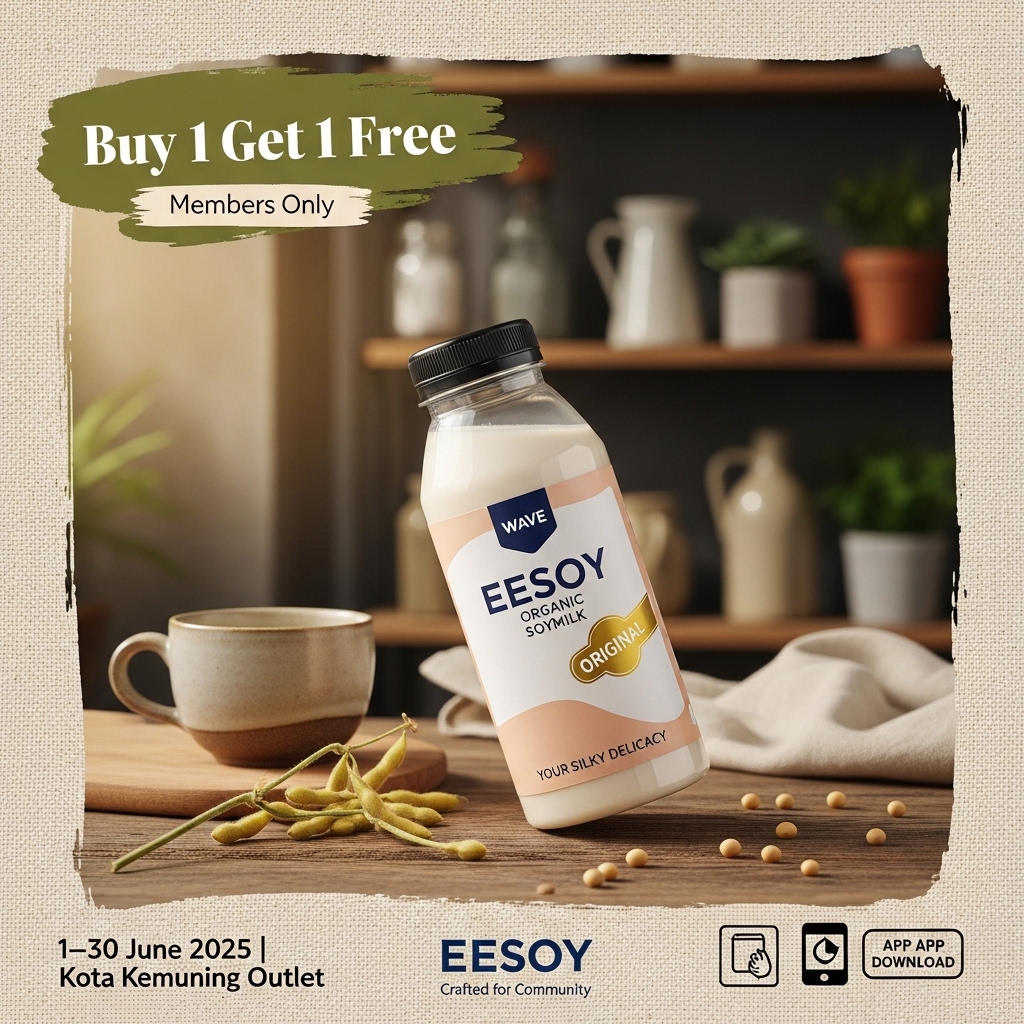 Buy 1 Get 1 Free
Members Only
WAVE
EESOY
ORGANIC
SOYMILK
ORIGINAL
YOUR SILKY DELICACY
1–30 June 2025 |
Kota Kemuning Outlet
EESOY
Crafted for Community
APP APP
DOWNLOAD